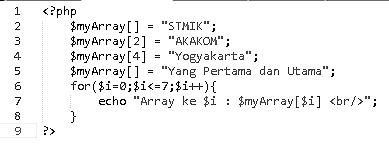 1 <?php
2 $myArray[] = "STMIK";
3 $myArray[2] = "AKAKOM";
4 $myArray[4] = "Yogyakarta";
5 $myArray[] = "Yang Pertama dan Utama";
6 for($i=0;$i<=7;$i++){
7 echo "Array ke $i : $myArray[$i] <br/>";
8 }
9 ?>